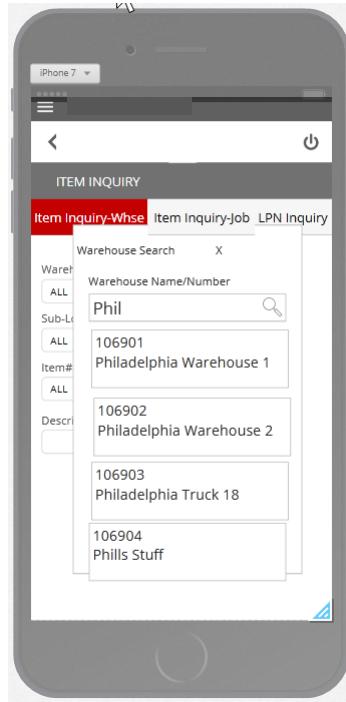 iPhone 7
ITEM INQUIRY
Item Inquiry-Whse Item Inquiry-Job LPN Inquiry
Warehouse Search X
Wareh
Warehouse Name/Number
ALL
Phil
Sub-Lo
106901
ALL
Philadelphia Warehouse 1
Item#
ALL
106902
Descri
Philadelphia Warehouse 2
106903
Philadelphia Truck 18
106904
Phills Stuff